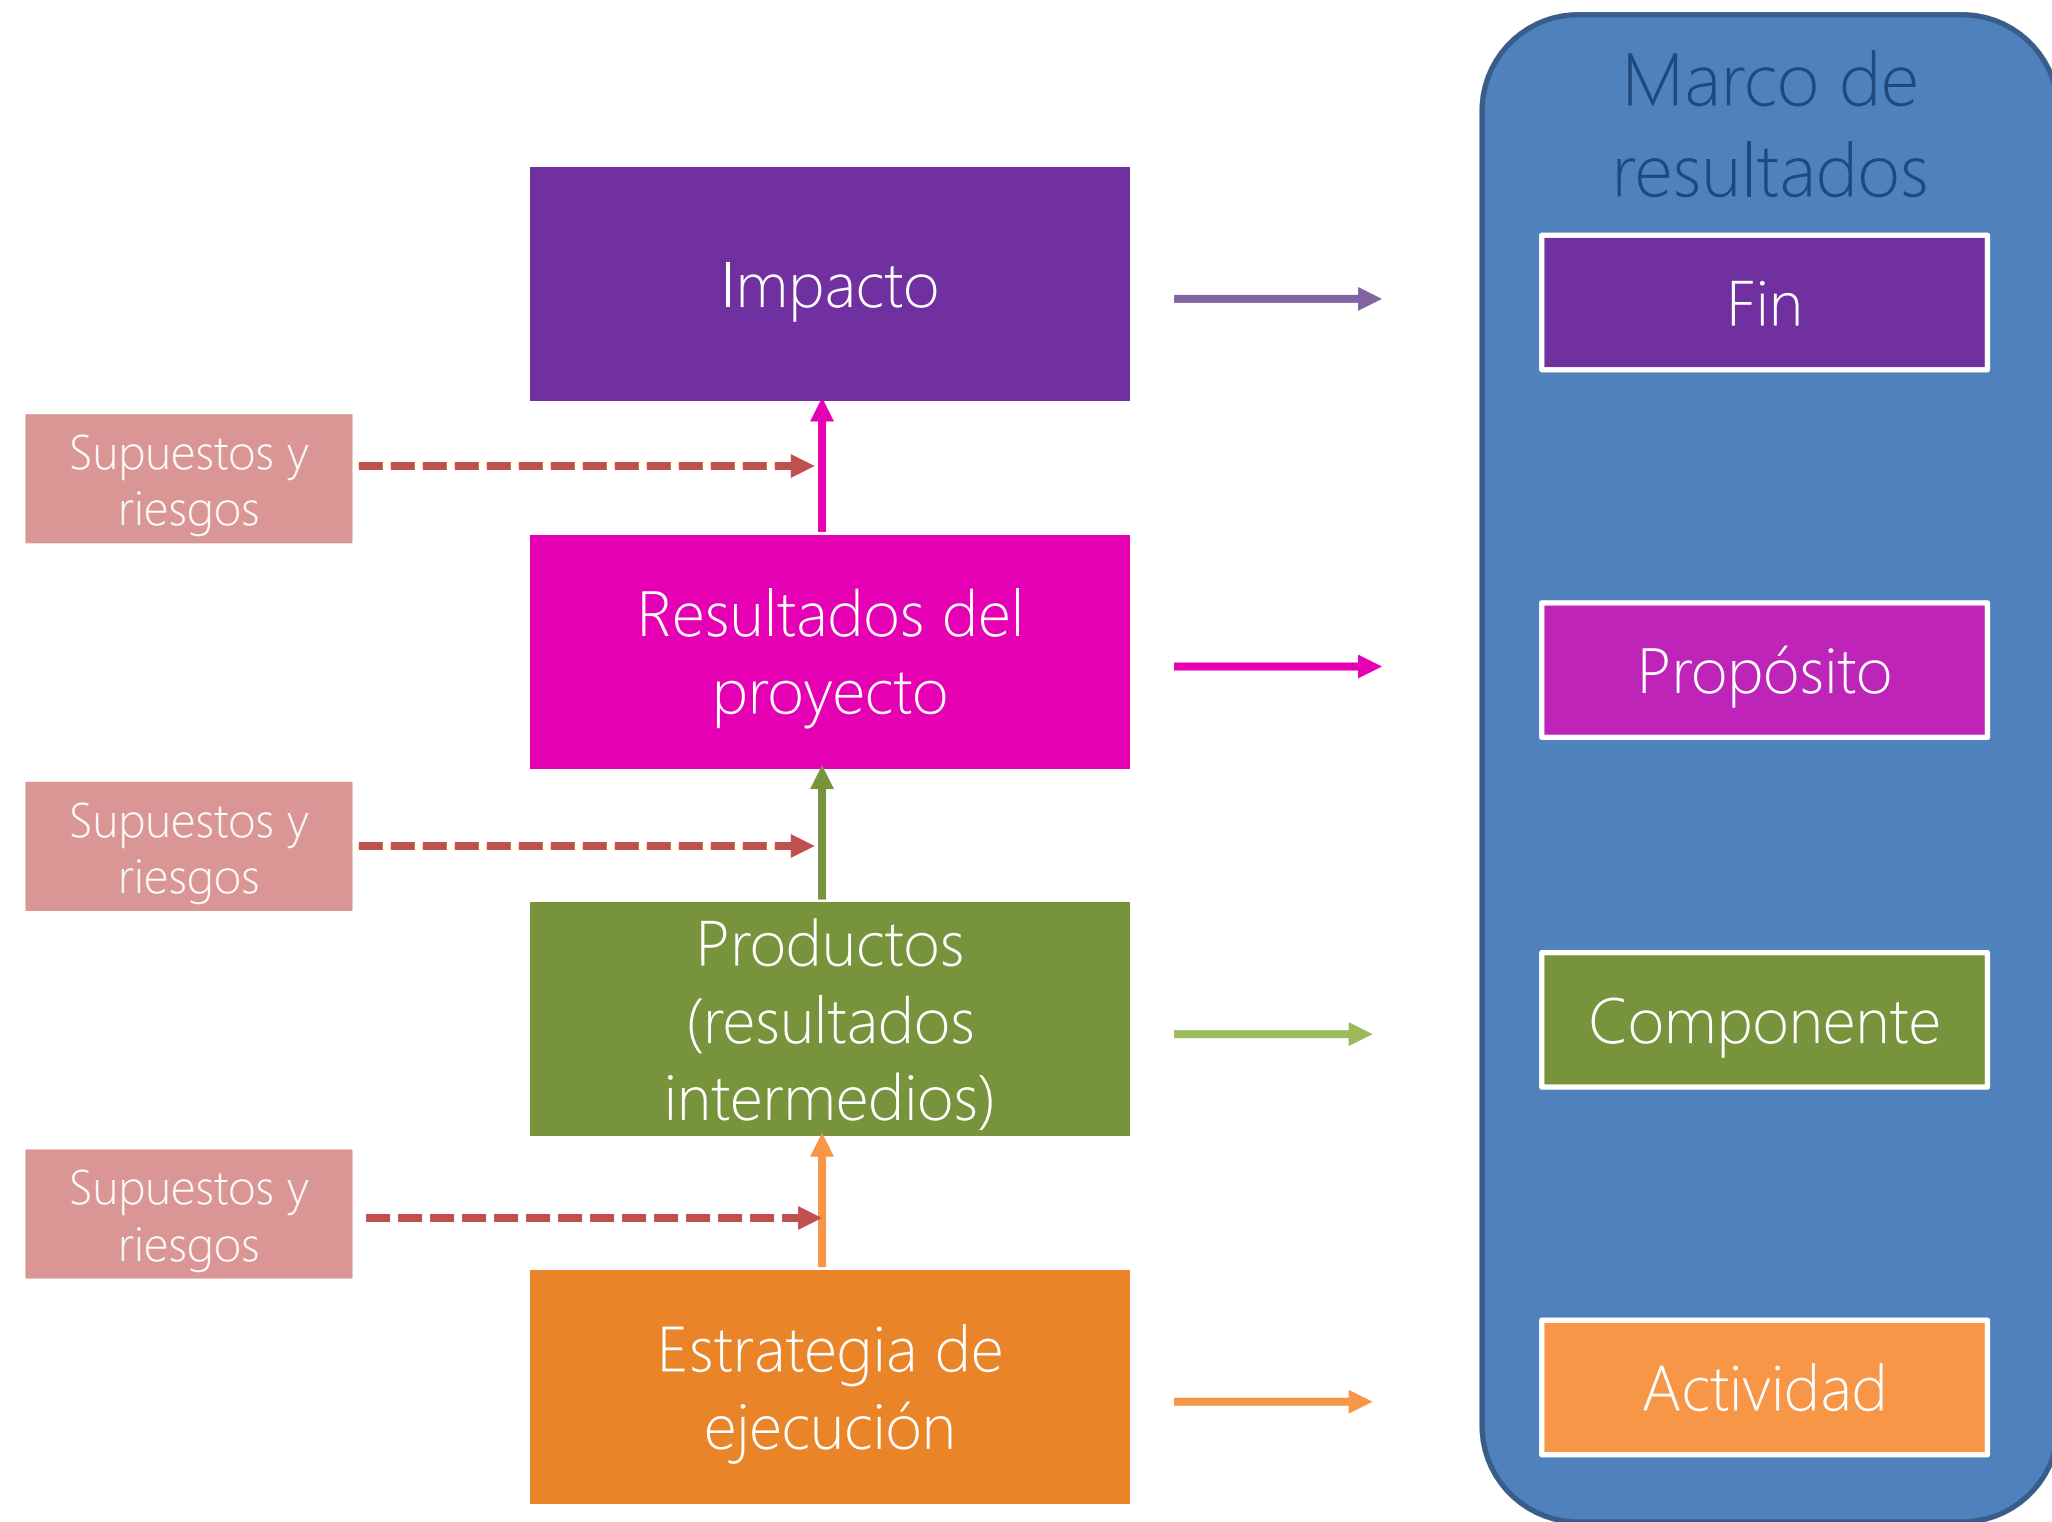 Marco de
resultados
Impacto
Fin
Supuestos y
riesgos
Resultados del
proyecto
Propósito
Supuestos y
riesgos
Productos
(resultados
intermedios)
Componente
Supuestos y
riesgos
Estrategia de
ejecución
Actividad